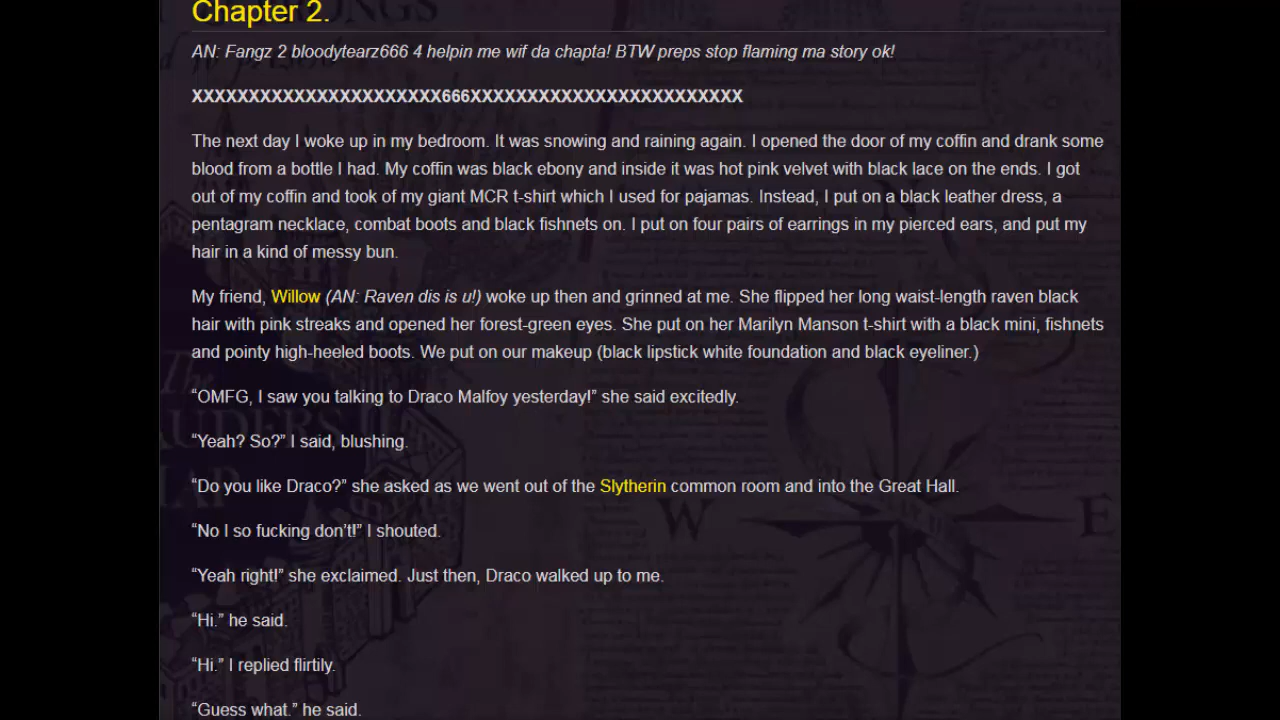 Chapter 2.
AN: Fangz 2 bloodytearz666 4 helpin me wif da chapta! BTW preps stop flaming ma story ok!
XXXXXXXXXXXXXXXXXXXXXX666XXXXXXXXXXXXXXXXXXXXXXXX
The next day I woke up in my bedroom. It was snowing and raining again. I opened the door of my coffin and drank some
blood from a bottle I had. My coffin was black ebony and inside it was hot pink velvet with black lace on the ends. I got
out of my coffin and took of my giant MCR t-shirt which I used for pajamas. Instead, I put on a black leather dress, a
pentagram necklace, combat boots and black fishnets on. I put on four pairs of earrings in my pierced ears, and put my
hair in a kind of messy bun.
My friend, Willow (AN: Raven dis is u!) woke up then and grinned at me. She flipped her long waist-length raven black
hair with pink streaks and opened her forest-green eyes. She put on her Marilyn Manson t-shirt with a black mini, fishnets
and pointy high-heeled boots. We put on our makeup (black lipstick white foundation and black eyeliner.)
“OMFG, I saw you talking to Draco Malfoy yesterday!” she said excitedly.
“Yeah? So?” I said, blushing.
“Do you like Draco?” she asked as we went out of the Slytherin common room and into the Great Hall.
“No I so fucking don’t!” I shouted.
“Yeah right!” she exclaimed. Just then, Draco walked up to me.
“Hi.” he said.
“Hi.” I replied flirtily.
“Guess what.” he said.
W
E